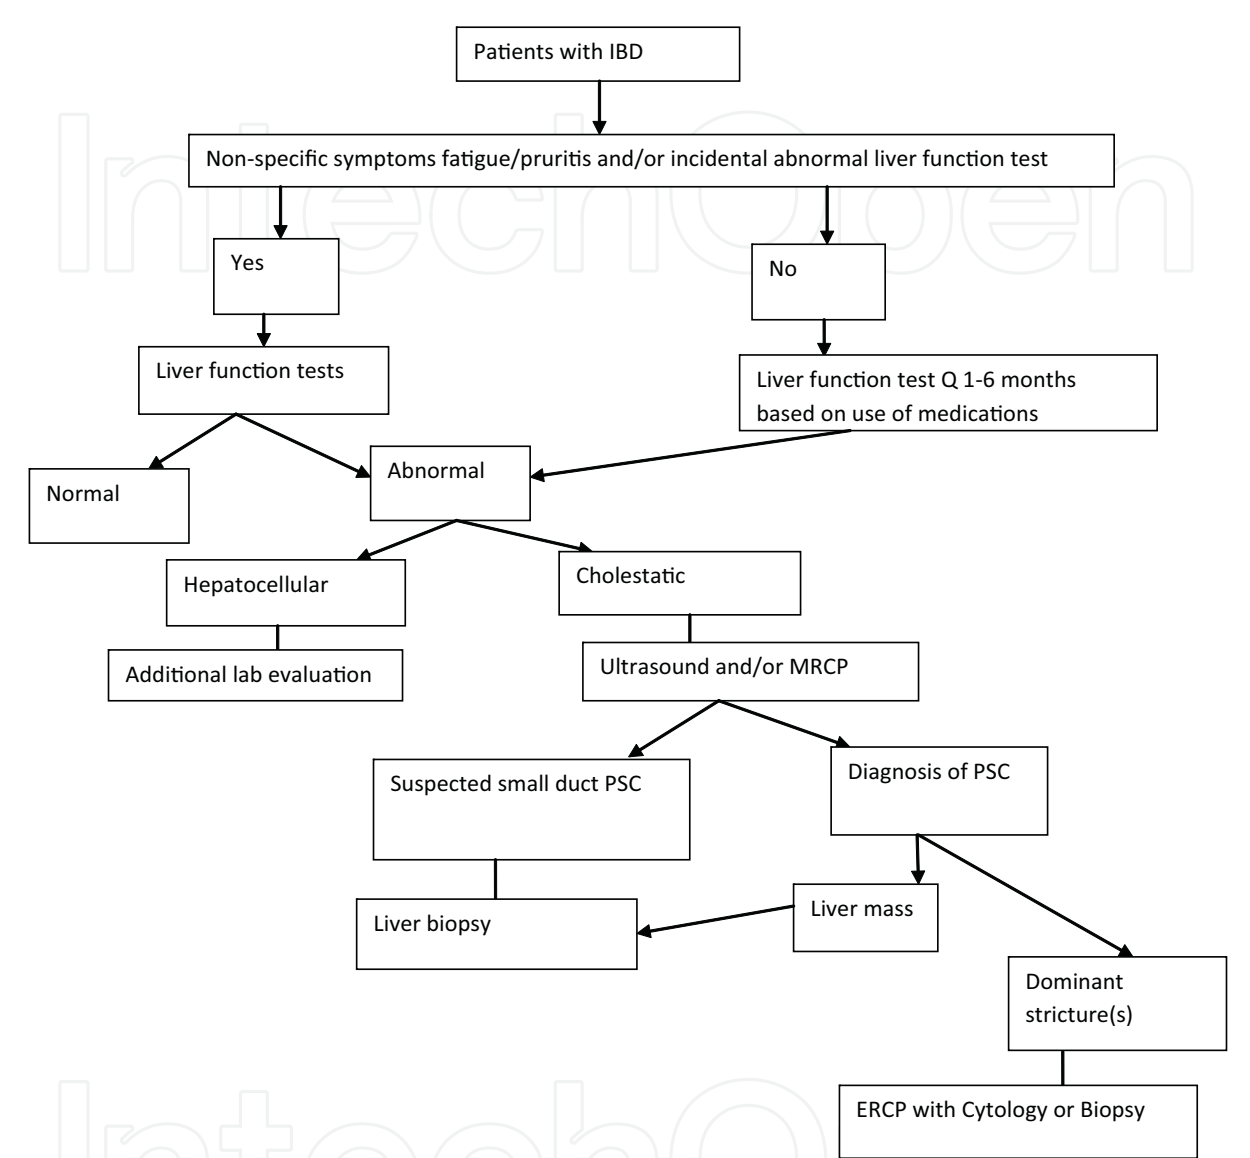 Patients with IBD
Non-specific symptoms fatigue/pruritis and/or incidental abnormal liver function test
Yes
No
Liver function tests
Liver function test Q 1-6 months
based on use of medications
Normal
Abnormal
Hepatocellular
Cholestatic
Additional lab evaluation
Ultrasound and/or MRCP
Suspected small duct PSC
Diagnosis of PSC
Liver biopsy
Liver mass
Dominant
stricture(s)
ERCP with Cytology or Biopsy
IntechOpen
IntechO